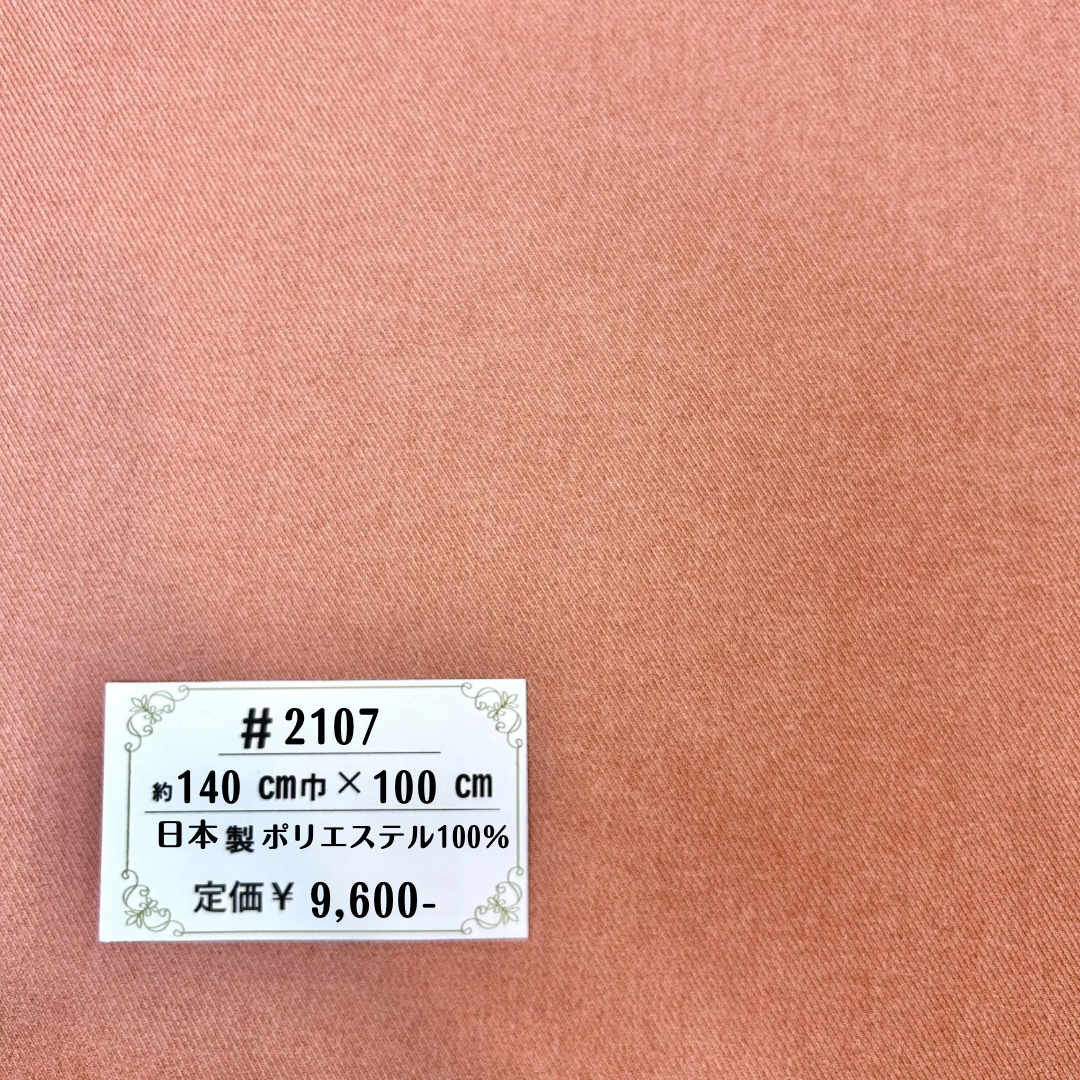 #2107
約140 cm巾×100 cm
日本製ポリエステル100%
定価¥ 9,600-